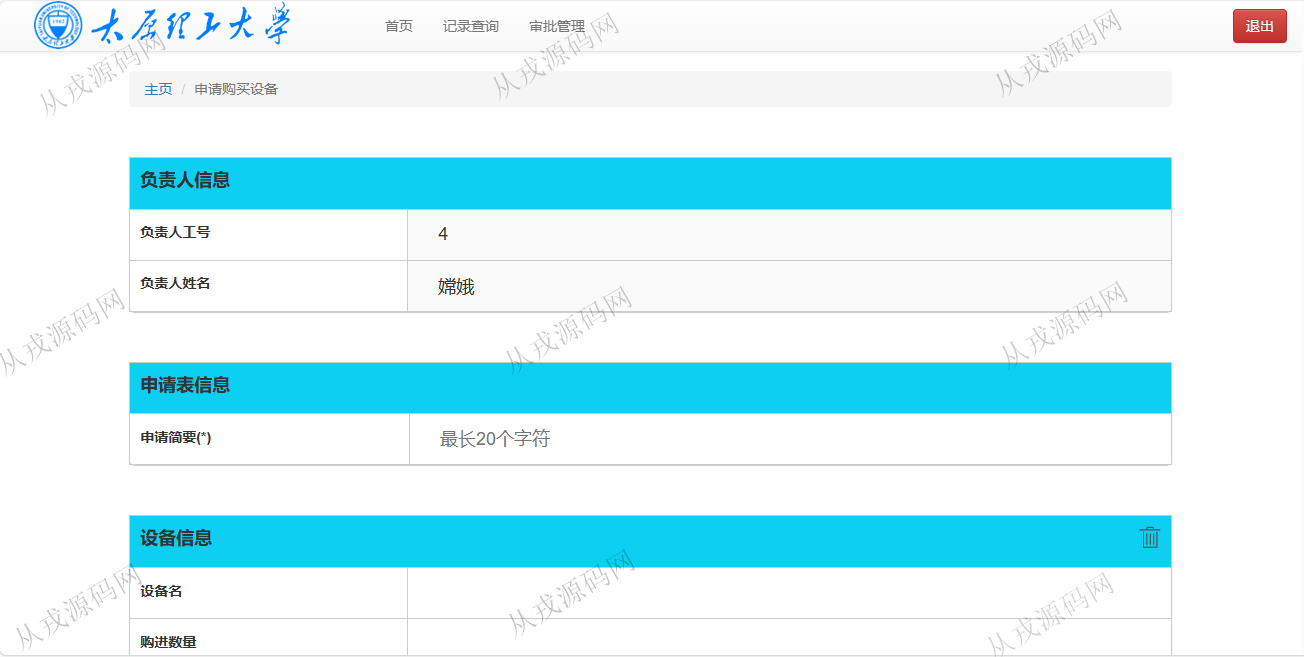 太原理工大学 首页 记录查询 审批管理 退出
主页 / 申请购买设备
负责人信息
负责人工号 4
负责人姓名 嫦娥
申请表信息
申请简要(*) 最长20个字符
设备信息
设备名
购进数量
从戎源码网
从戎源码网
从戎源码网
从戎源码网
从戎源码网
从戎源码网
从戎源码网
从戎源码网
从戎源码网